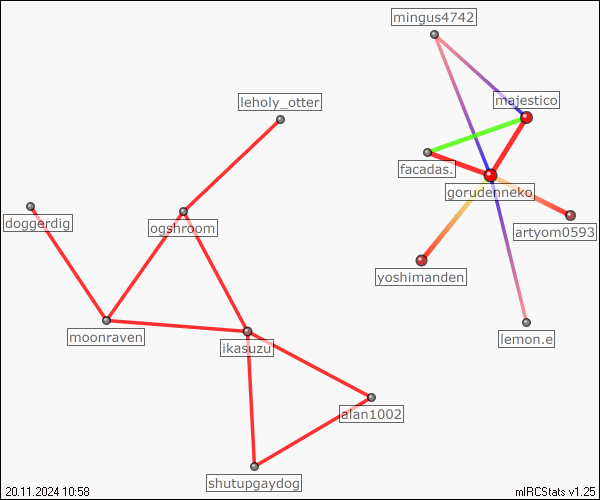 mingus4742
leholy_otter
majestico
facadas.
gorudenneko
doggerdig
ogshroom
artyom0593
yoshimanden
moonraven
ikasuzu
lemon.e
alan1002
shutupgaydog
20.11.2024 10:58
mIRCStats v1.25